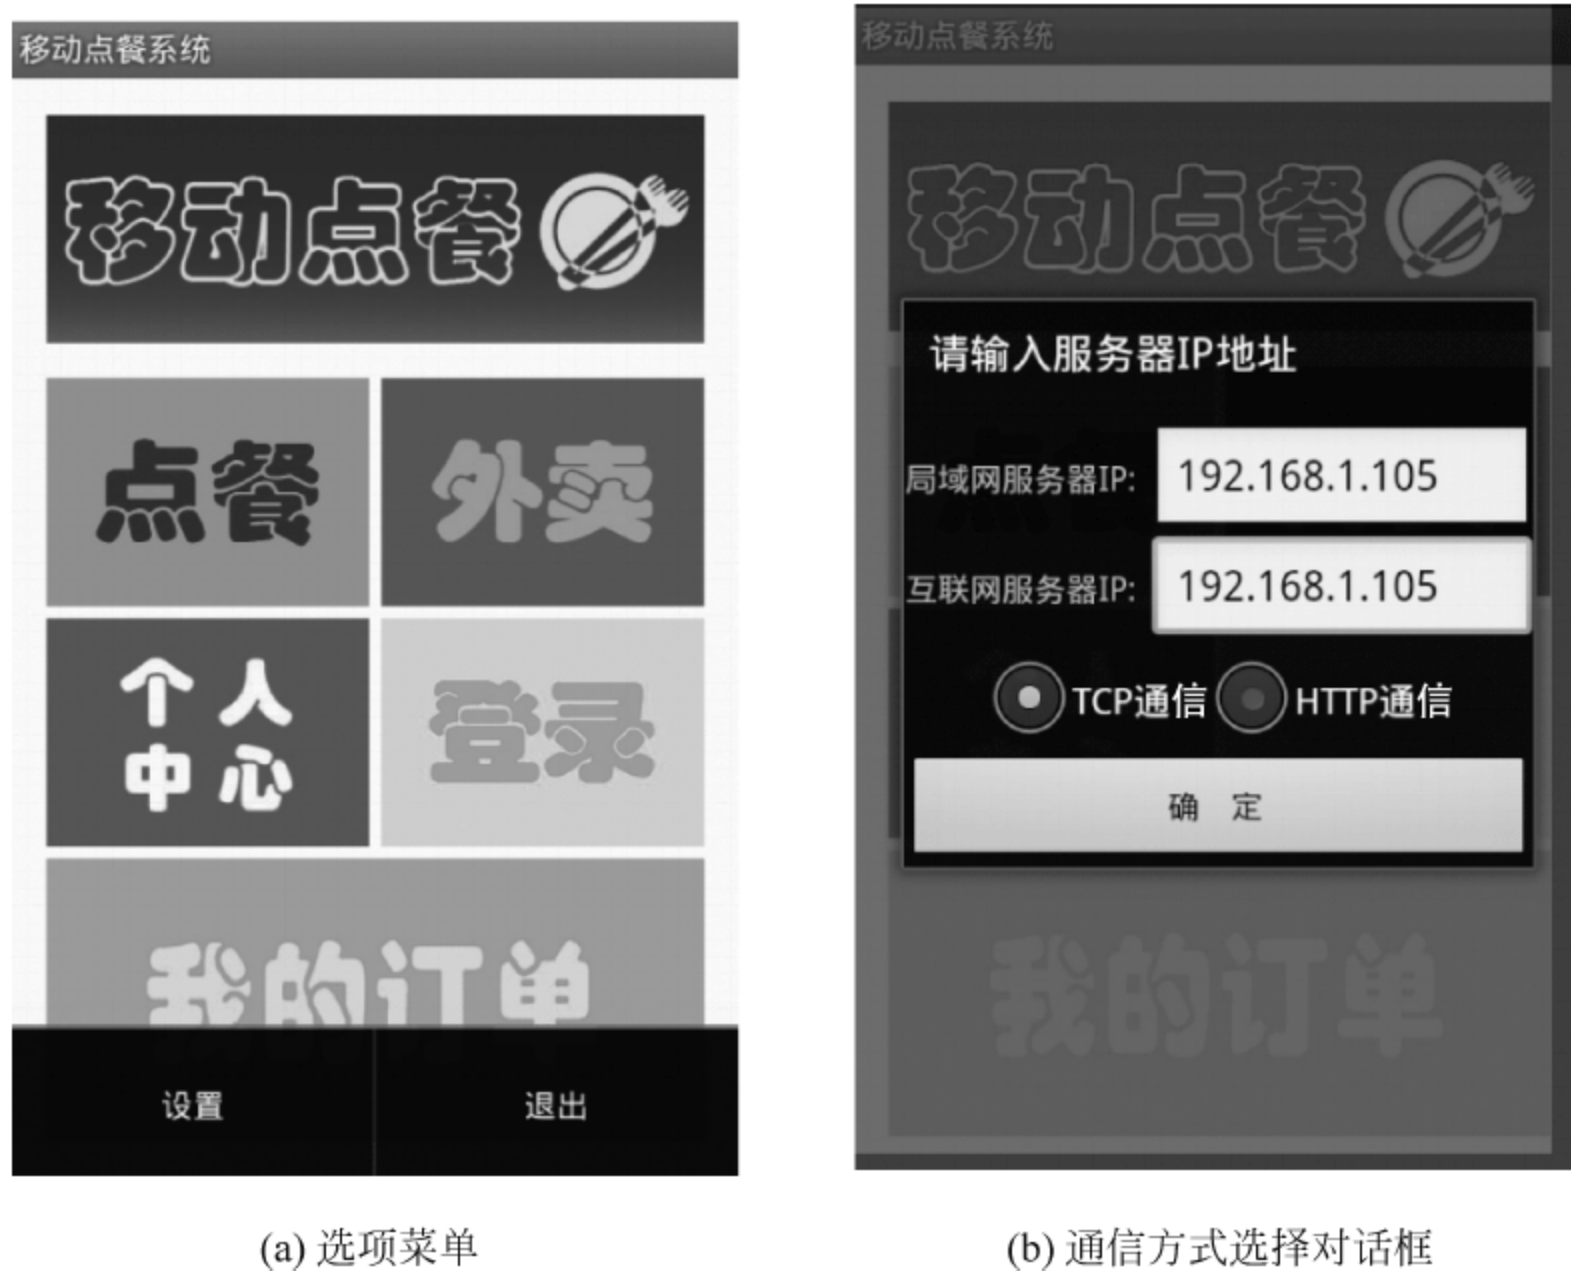 移动点餐系统
移动点餐
点餐
外卖
个人
中心
登录
我的订单
设置
退出
(a) 选项菜单
移动点餐系统
移动点餐
请输入服务器IP地址
局域网服务器IP: 192.168.1.105
互联网服务器IP: 192.168.1.105
TCP通信 HTTP通信
确 定
我的订单
(b) 通信方式选择对话框